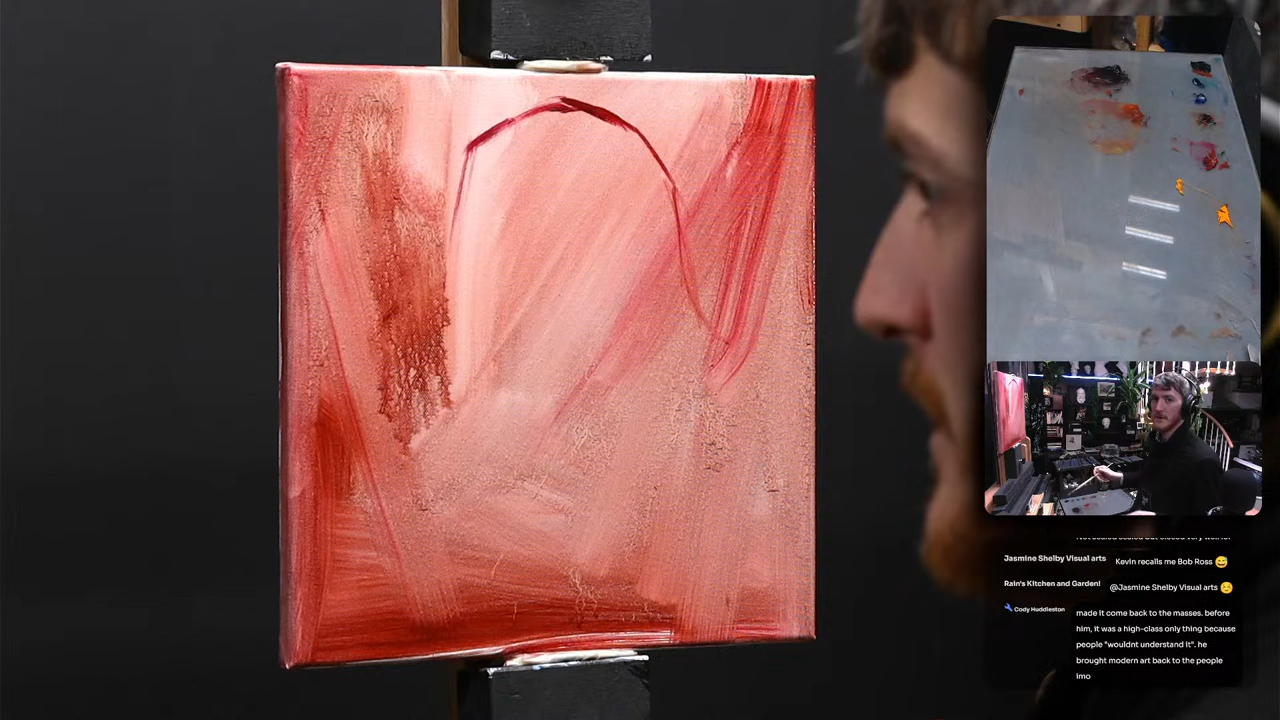 Jasmine Shelby Visual arts Kevin recalls me Bob Ross 😅
Rain's Kitchen and Garden! @Jasmine Shelby Visual arts ☺️
Cody Huddleston made it come back to the masses. before
him, it was a high-class only thing because
people "wouldnt understand it". he
brought modern art back to the people
imo